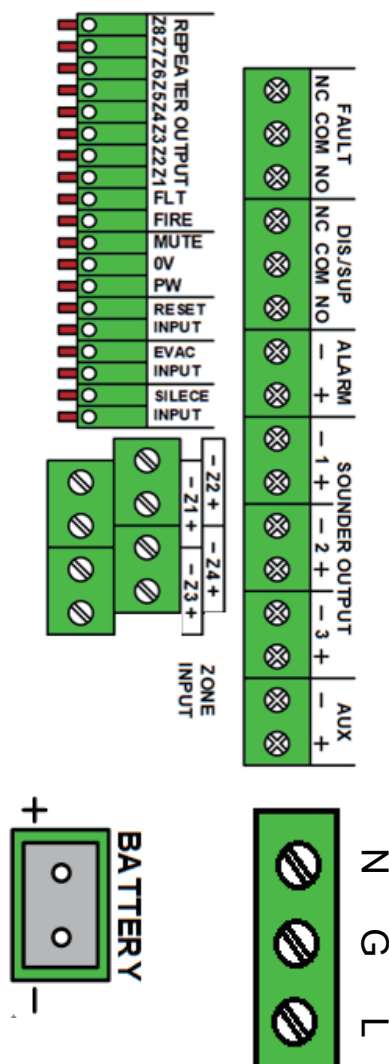 FAULT DIS./SUP ALARM SOUNDER OUTPUT AUX
NC COM NO NC COM NO − + − 1 + − 2 + − 3 + − +
REPEATER OUTPUT
Z8Z7Z6Z5Z4Z3Z2Z1
FLT
FIRE
MUTE
0V
PW
RESET
INPUT
EVAC
INPUT
SILECE
INPUT
− Z2 + − Z4 +
− Z1 + − Z3 +
ZONE
INPUT
N G L
BATTERY
+ −